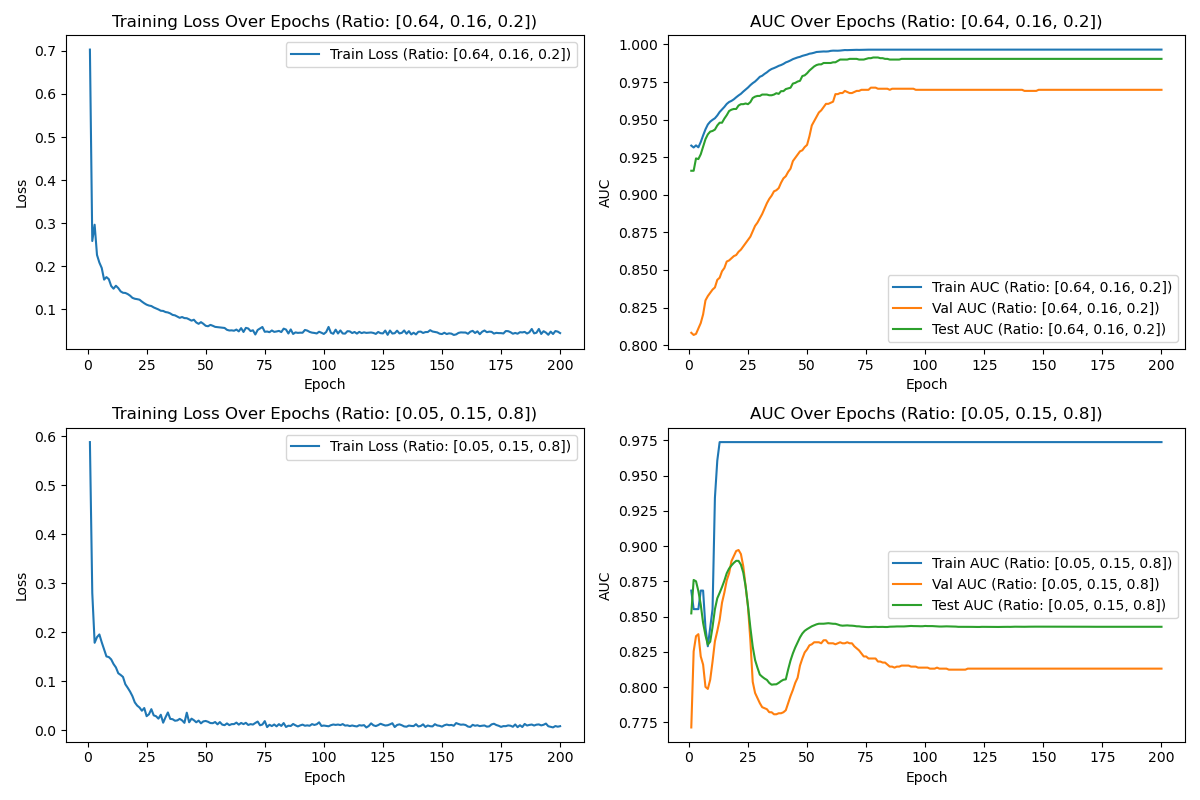 Training Loss Over Epochs (Ratio: [0.64, 0.16, 0.2])
Train Loss (Ratio: [0.64, 0.16, 0.2])
Loss
0.7
0.6
0.5
0.4
0.3
0.2
0.1
0 25 50 75 100 125 150 175 200
Epoch
AUC Over Epochs (Ratio: [0.64, 0.16, 0.2])
AUC
1.000
0.975
0.950
0.925
0.900
0.875
0.850
0.825
0.800
Train AUC (Ratio: [0.64, 0.16, 0.2])
Val AUC (Ratio: [0.64, 0.16, 0.2])
Test AUC (Ratio: [0.64, 0.16, 0.2])
0 25 50 75 100 125 150 175 200
Epoch
Training Loss Over Epochs (Ratio: [0.05, 0.15, 0.8])
Train Loss (Ratio: [0.05, 0.15, 0.8])
Loss
0.6
0.5
0.4
0.3
0.2
0.1
0.0
0 25 50 75 100 125 150 175 200
Epoch
AUC Over Epochs (Ratio: [0.05, 0.15, 0.8])
AUC
0.975
0.950
0.925
0.900
0.875
0.850
0.825
0.800
0.775
Train AUC (Ratio: [0.05, 0.15, 0.8])
Val AUC (Ratio: [0.05, 0.15, 0.8])
Test AUC (Ratio: [0.05, 0.15, 0.8])
0 25 50 75 100 125 150 175 200
Epoch